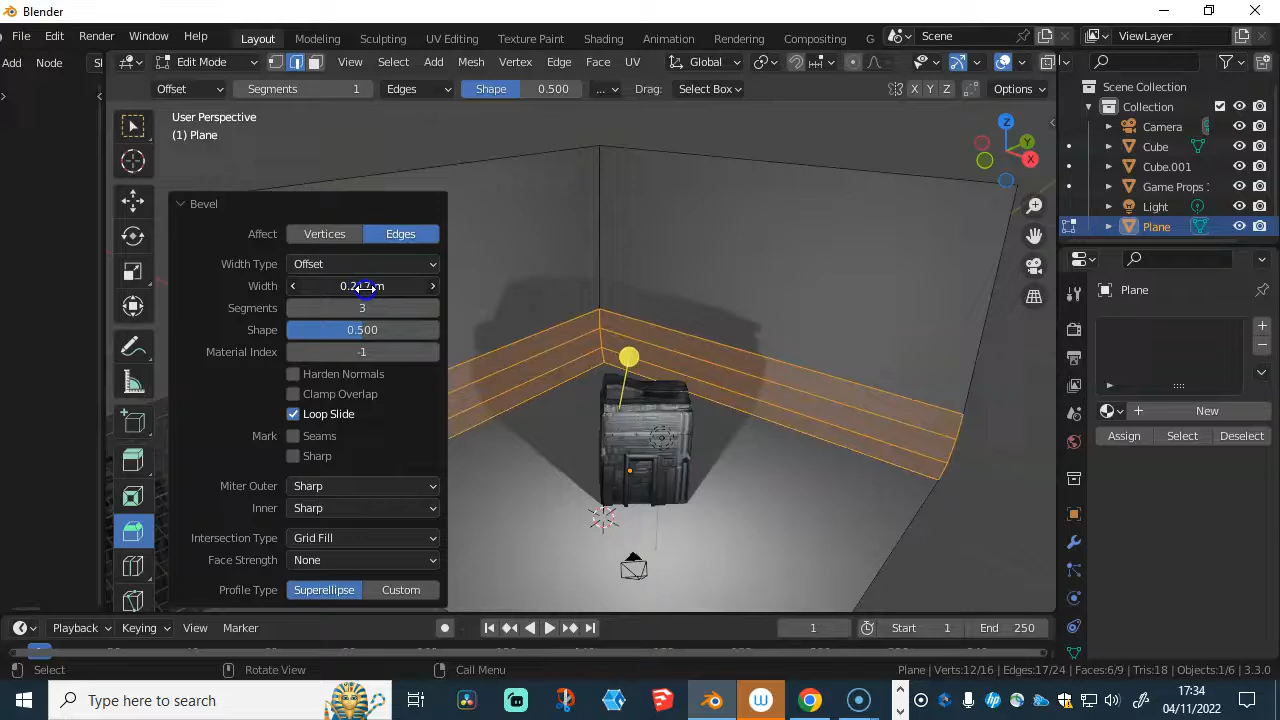 Blender
File Edit Render Window Help Layout Modeling Sculpting UV Editing Texture Paint Shading Animation Rendering Compositing G Scene ViewLayer
Add Node Sl Edit Mode View Select Add Mesh Vertex Edge Face UV Global
Offset Segments 1 Edges Shape 0.500 ... Drag: Select Box X Y Z Options
User Perspective
(1) Plane
Z
Y
X
Scene Collection
Collection
Camera
Cube
Cube.001
Game Props :
Light
Plane
Bevel
Affect Vertices Edges
Width Type Offset
Width
Segments 3
Shape 0.500
Material Index -1
Harden Normals
Clamp Overlap
Loop Slide
Mark Seams
Sharp
Miter Outer Sharp
Inner Sharp
Intersection Type Grid Fill
Face Strength None
Profile Type Superellipse Custom
Plane
New
Assign Select Deselect
Playback Keying View Marker 1 Start 1 End 250
Select Rotate View Call Menu Plane | Verts:12/16 | Edges:17/24 | Faces:6/9 | Tris:18 | Objects:1/6 | 3.3.0
Type here to search
17:34
04/11/2022